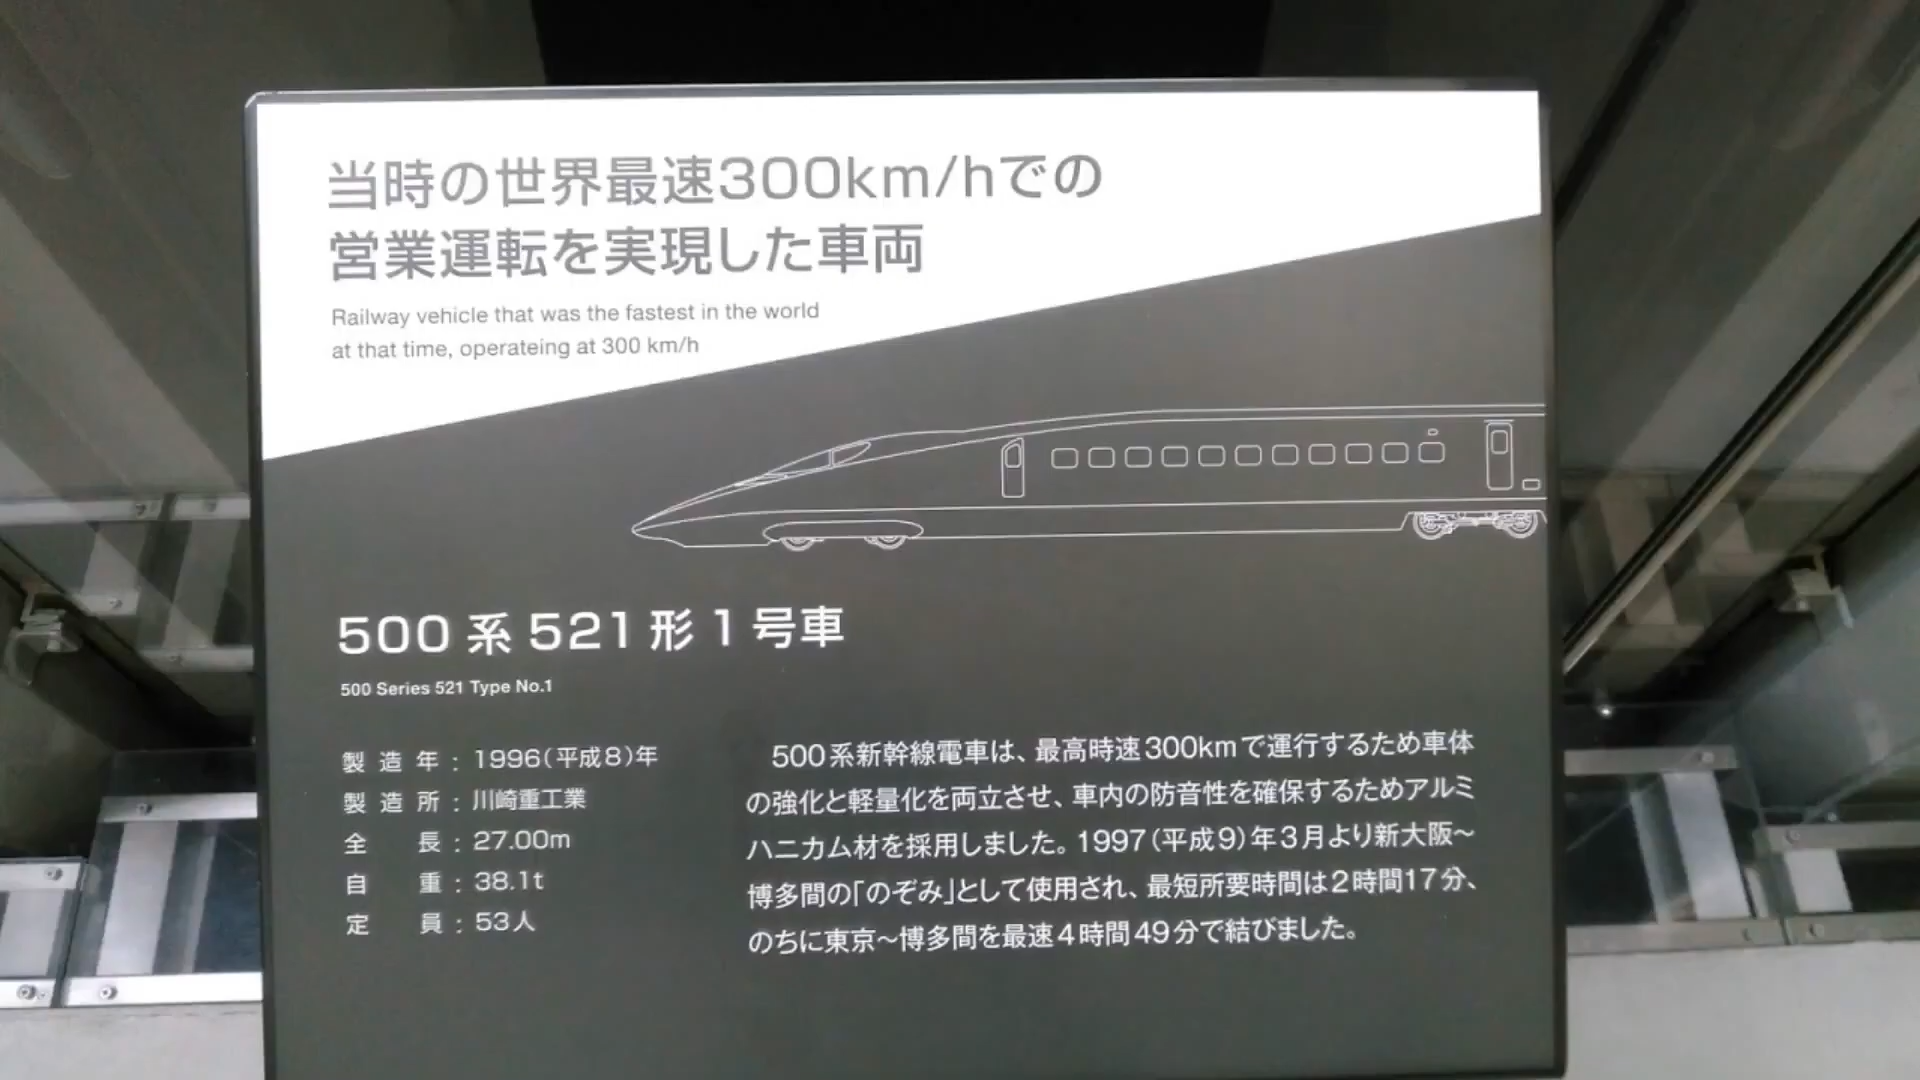 当時の世界最速300km/hでの
営業運転を実現した車両
Railway vehicle that was the fastest in the world
at that time, operateing at 300 km/h
500系521形1号車
500 Series 521 Type No.1
製造年：1996(平成8)年
製造所：川崎重工業
全長：27.00m
自重：38.1t
定員：53人
500系新幹線電車は、最高時速300kmで運行するため車体
の強化と軽量化を両立させ、車内の防音性を確保するためアルミ
ハニカム材を採用しました。1997(平成9)年3月より新大阪〜
博多間の「のぞみ」として使用され、最短所要時間は2時間17分、
のちに東京〜博多間を最速4時間49分で結びました。